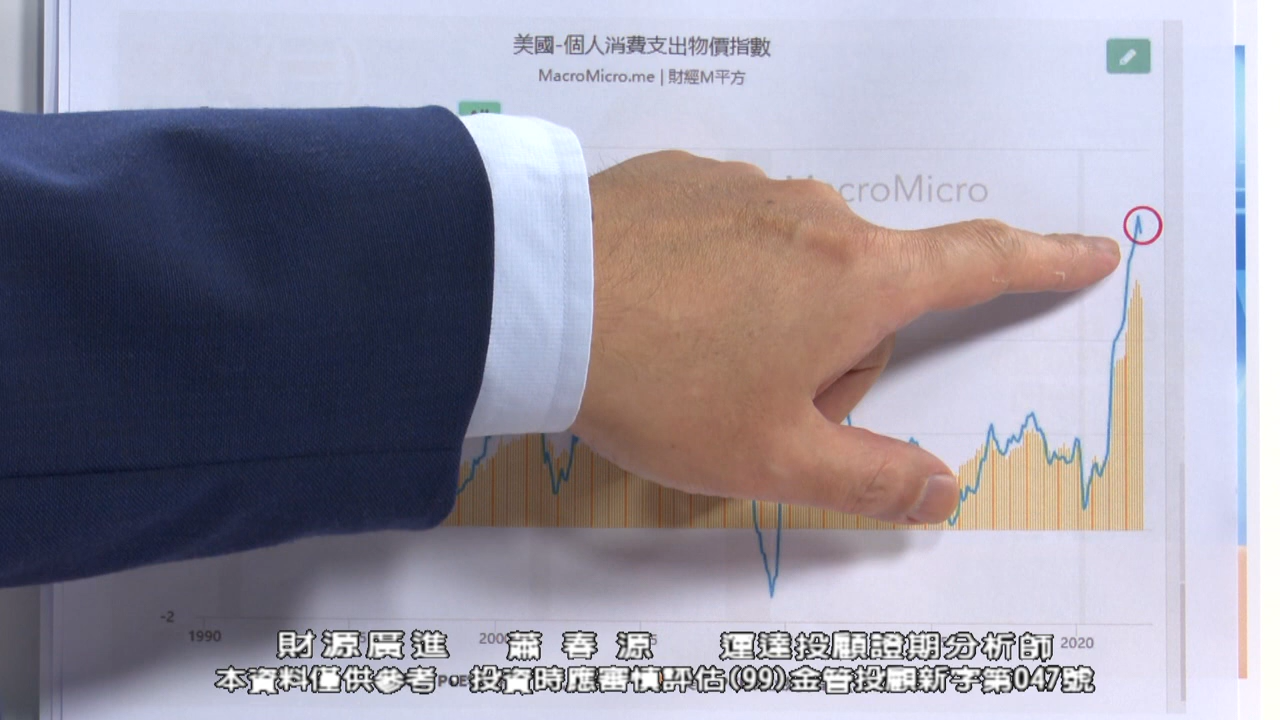 美國-個人消費支出物價指數
MacroMicro.me | 財經M平方
MacroMicro
-2
1990
2020
財源廣進 蕭春源 運達投顧證期分析師
本資料僅供參考.投資時應審慎評估(99)金管投顧新字第047號